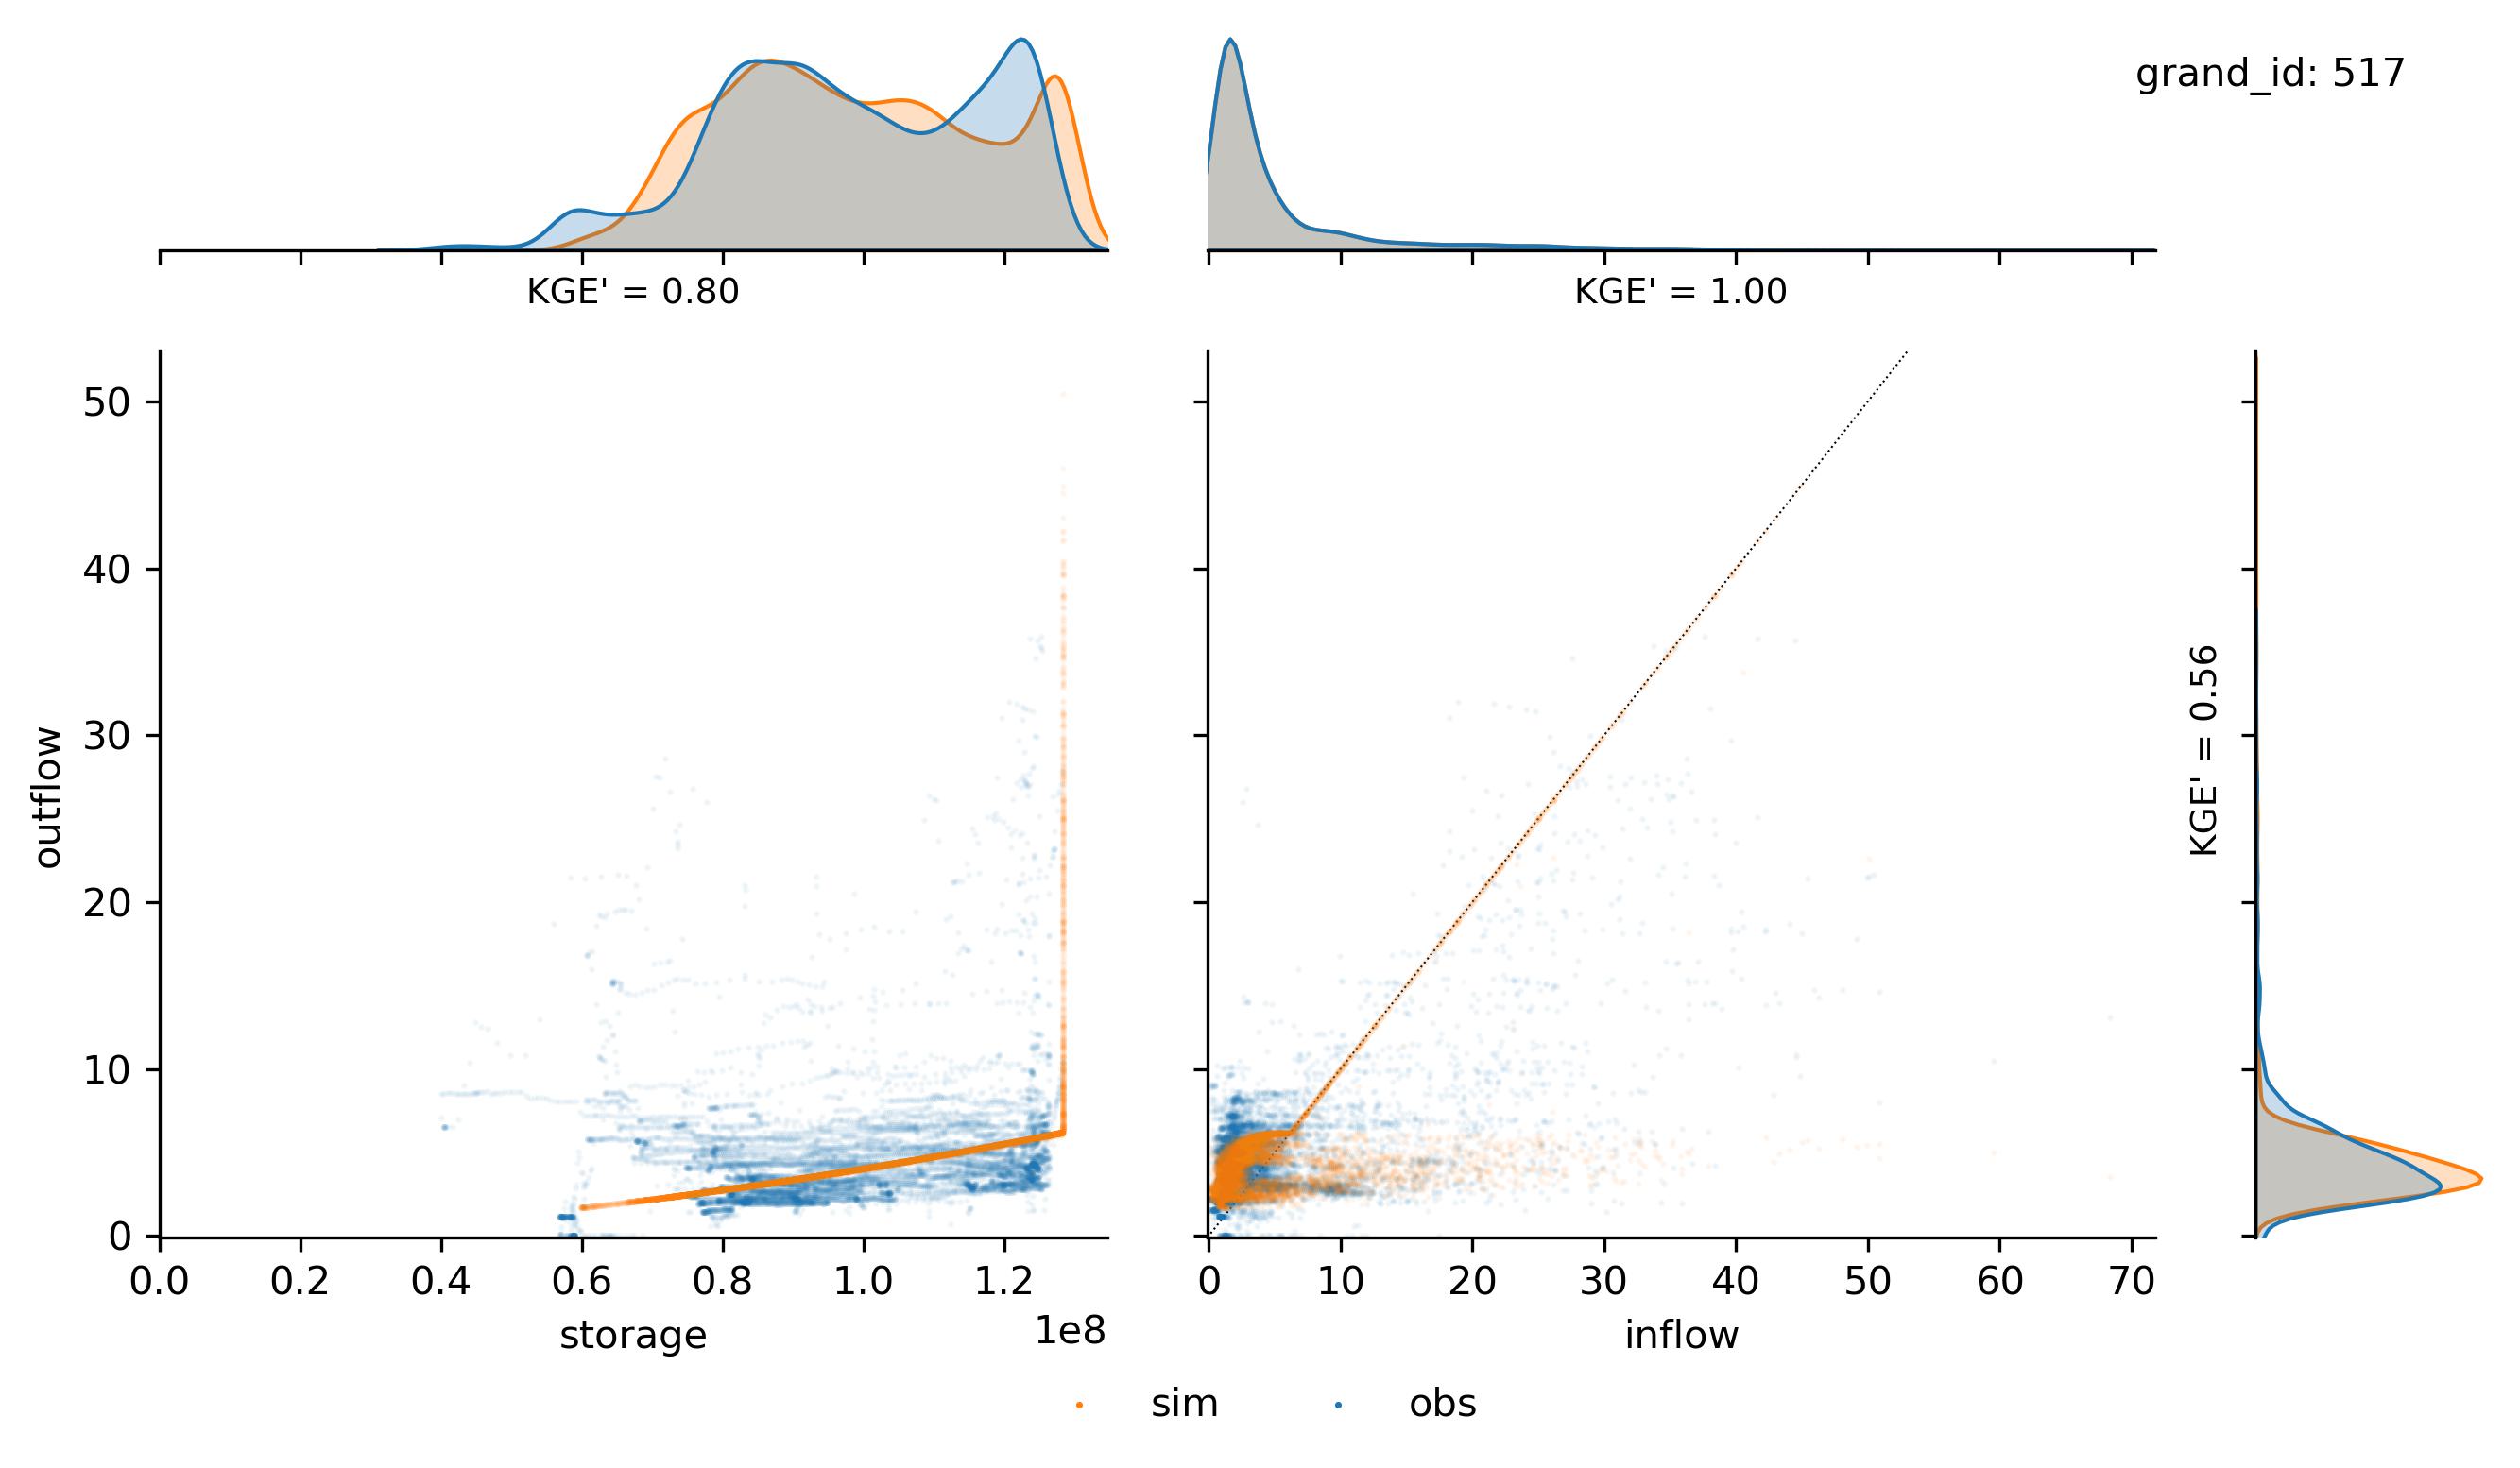 grand_id: 517
KGE' = 0.80
KGE' = 1.00
50
40
30
20
10
0
outflow
KGE' = 0.56
0.0 0.2 0.4 0.6 0.8 1.0 1.2
0 10 20 30 40 50 60 70
1e8
storage
inflow
sim obs